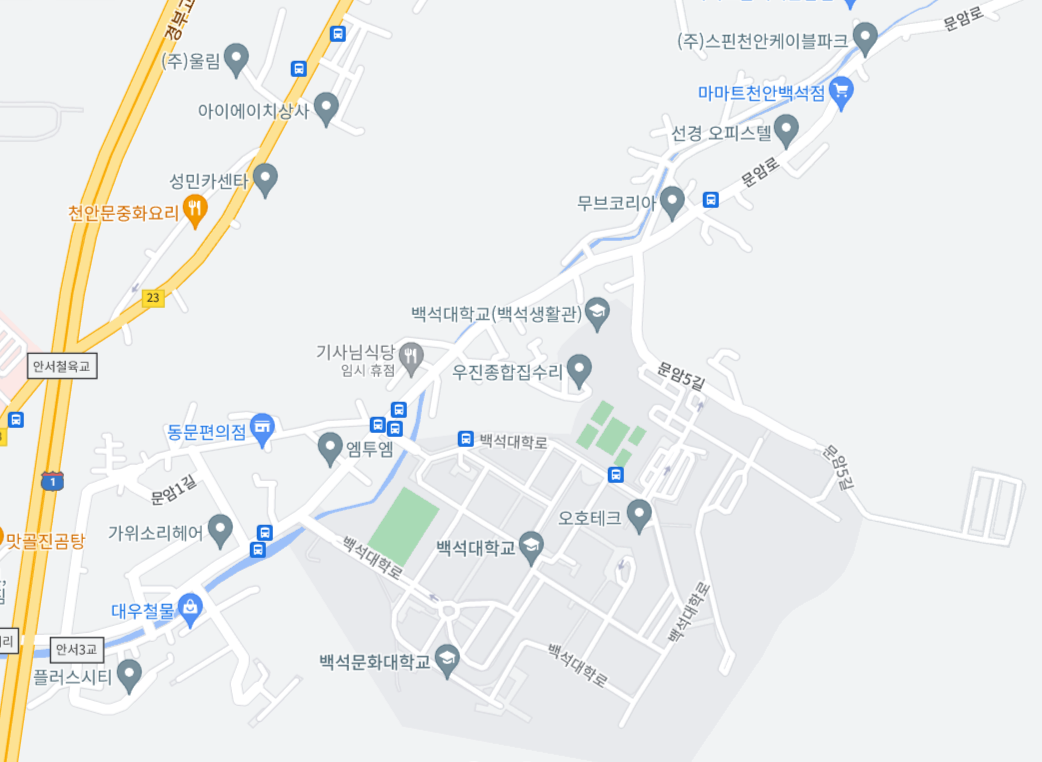 경부고
문암로
(주)스핀천안케이블파크
(주)울림
마마트천안백석점
아이에이치상사
선경 오피스텔
문암로
성민카센타
무브코리아
천안문중화요리
23
백석대학교(백석생활관)
기사님식당
임시 휴점
안서철육교
우진종합집수리
문암5길
동문편의점
엠투엠
백석대학로
문암5길
1
문암1길
오호테크
가위소리헤어
맛골진곰탕
백석대학로
백석대학교
대우철물
백석대학로
안서3교
리
백석문화대학교
백석대학로
플러스시티